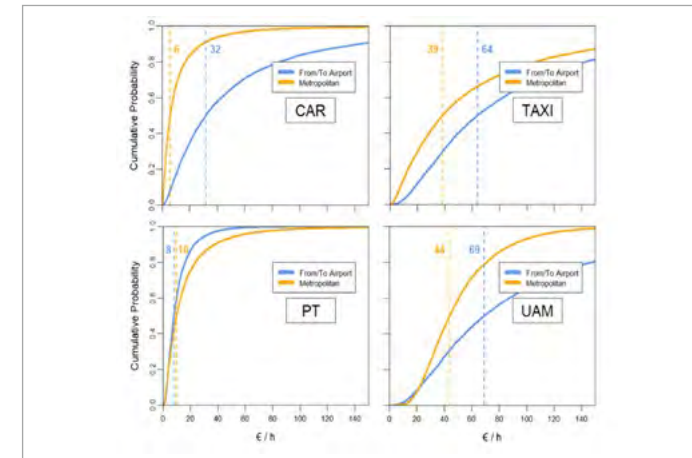 6
32
From/To Airport
Metropolitan
CAR
Cumulative Probability
0.0 0.2 0.4 0.6 0.8 1.0
39
64
From/To Airport
Metropolitan
TAXI
8
10
From/To Airport
Metropolitan
PT
Cumulative Probability
0.0 0.2 0.4 0.6 0.8 1.0
0 20 40 60 80 100 120 140
€ / h
44
69
From/To Airport
Metropolitan
UAM
0 20 40 60 80 100 120 140
€ / h